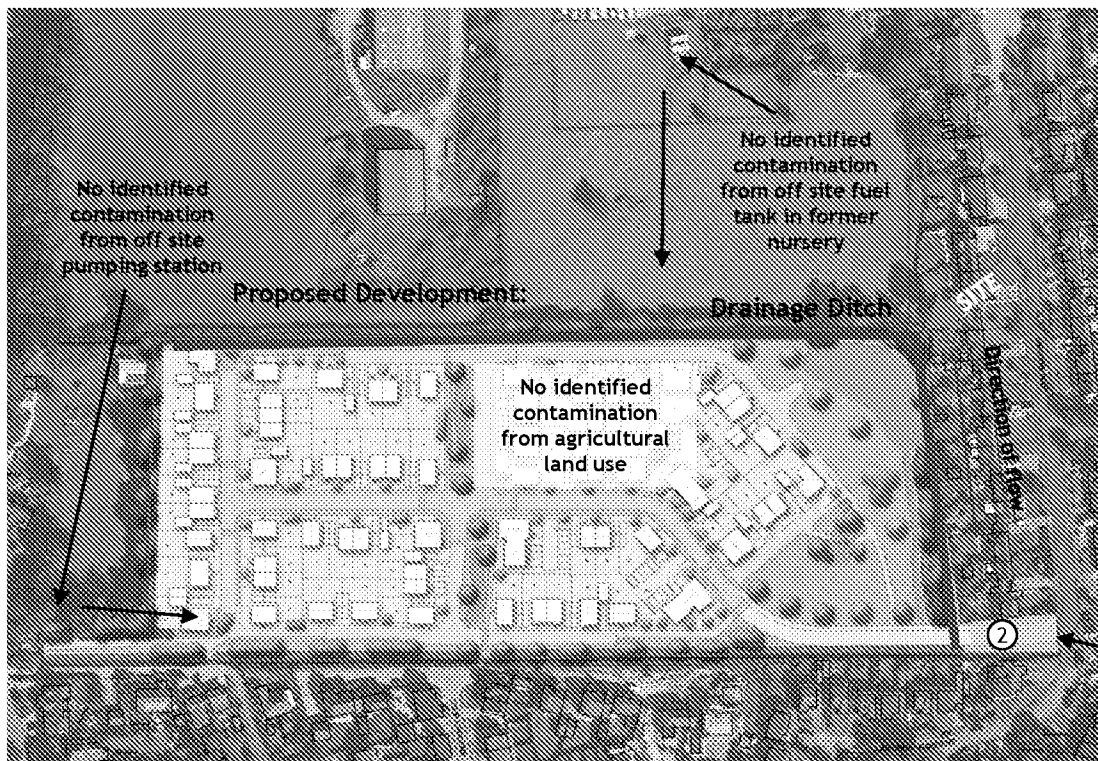 No identified
contamination
from off site fuel
tank in former
nursery
No identified
contamination
from off site
pumping station
Proposed Development:
Drainage Ditch
SITE
Direction of flow
No identified
contamination
from agricultural
land use
2